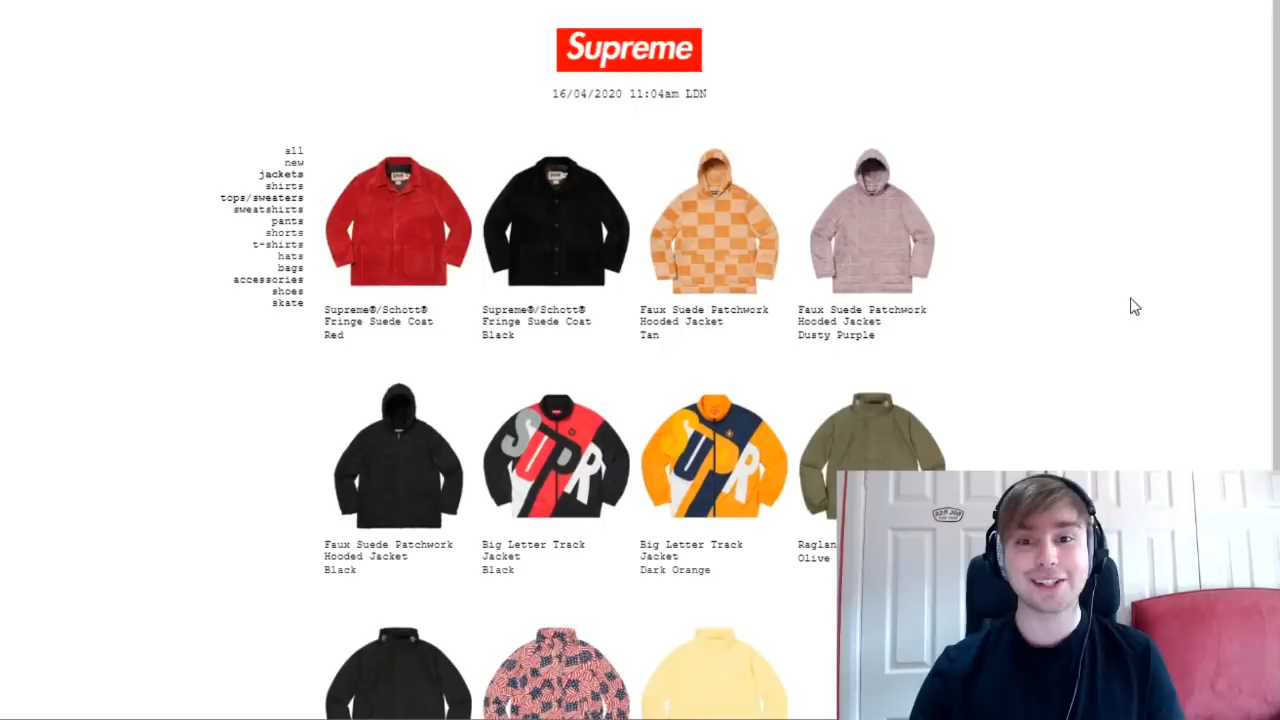 Supreme
16/04/2020 11:04am LDN
all
new
jackets
shirts
tops/sweaters
sweatshirts
pants
shorts
t-shirts
hats
bags
accessories
shoes
skate
Supreme®/Schott®
Fringe Suede Coat
Red
Supreme®/Schott®
Fringe Suede Coat
Black
Faux Suede Patchwork
Hooded Jacket
Tan
Faux Suede Patchwork
Hooded Jacket
Dusty Purple
SUPR
SUPR
Faux Suede Patchwork
Hooded Jacket
Black
Big Letter Track
Jacket
Black
Big Letter Track
Jacket
Dark Orange
Raglan
Olive